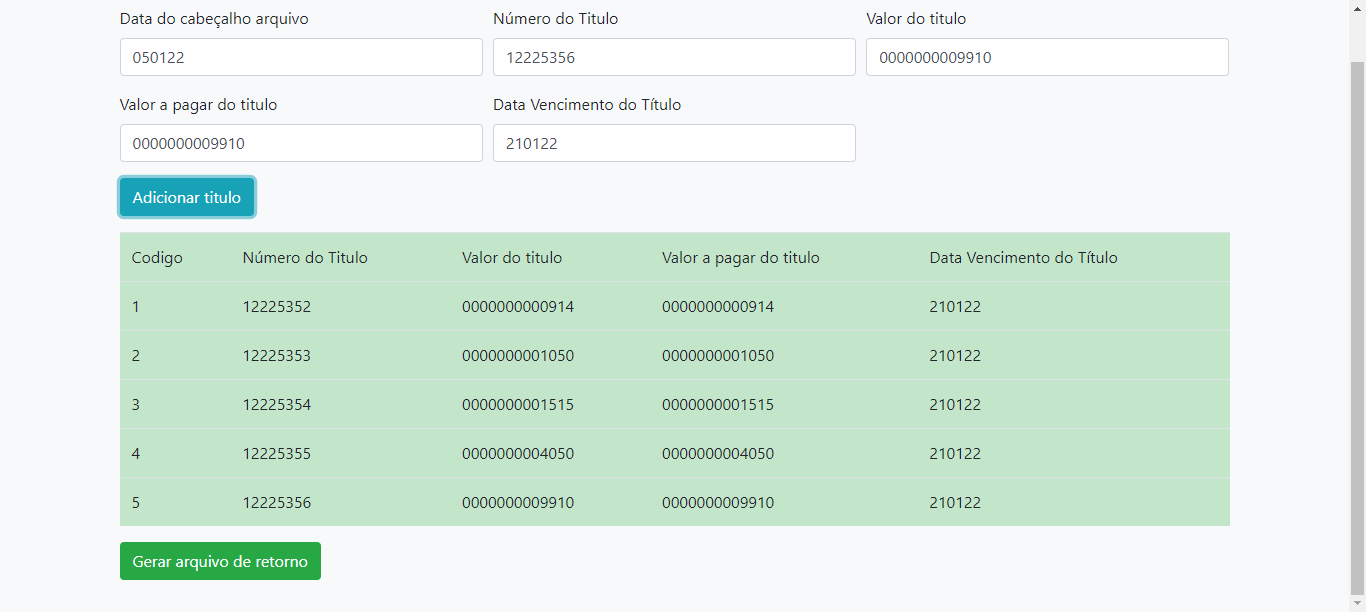 Data do cabeçalho arquivo Número do Titulo Valor do titulo
050122 12225356 0000000009910
Valor a pagar do titulo Data Vencimento do Título
0000000009910 210122
Adicionar titulo
Codigo Número do Titulo Valor do titulo Valor a pagar do titulo Data Vencimento do Título
1 12225352 0000000000914 0000000000914 210122
2 12225353 0000000001050 0000000001050 210122
3 12225354 0000000001515 0000000001515 210122
4 12225355 0000000004050 0000000004050 210122
5 12225356 0000000009910 0000000009910 210122
Gerar arquivo de retorno